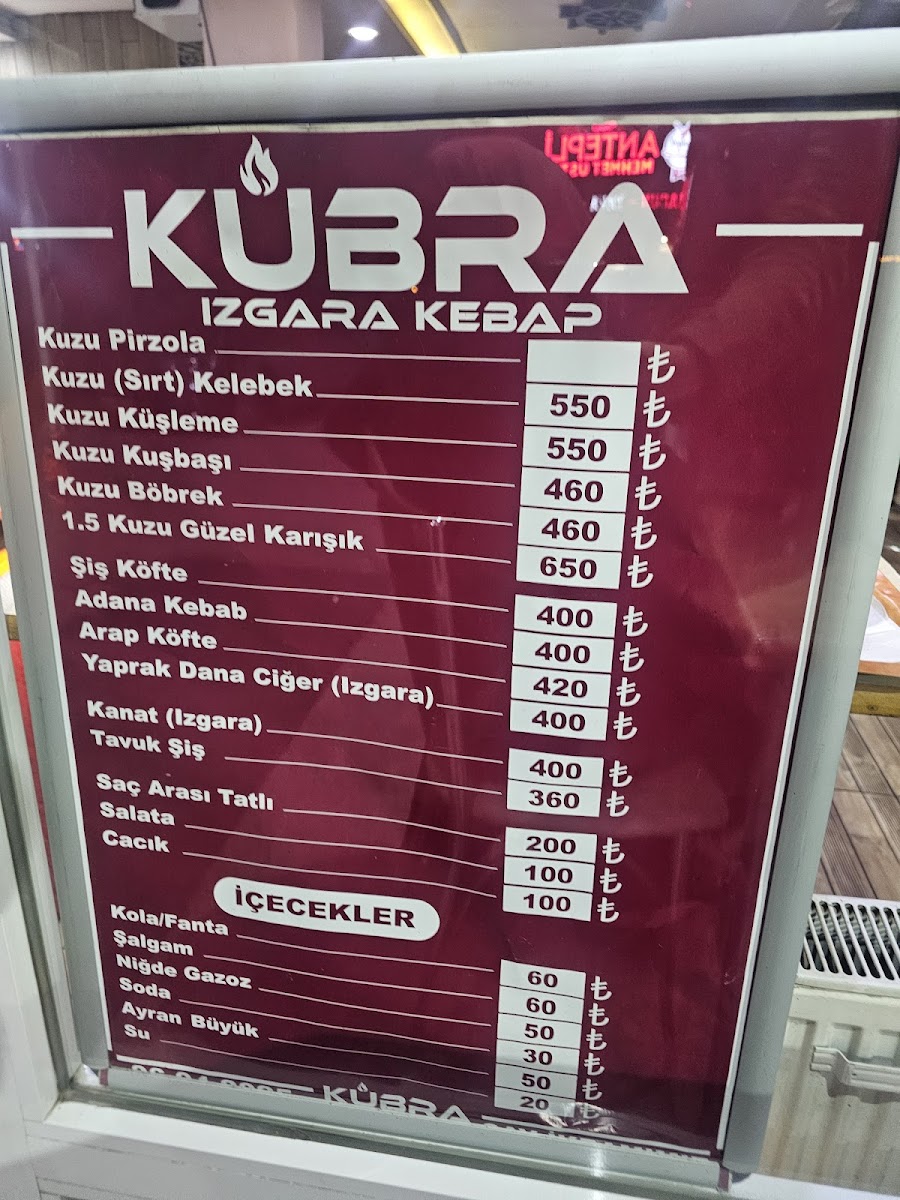 ANTEPLİ
MEHMET UST
KÜBRA
IZGARA KEBAP
Kuzu Pirzola ₺
Kuzu (Sırt) Kelebek 550 ₺
Kuzu Küşleme 550 ₺
Kuzu Kuşbaşı 460 ₺
Kuzu Böbrek 460 ₺
1.5 Kuzu Güzel Karışık 650 ₺
Şiş Köfte 400 ₺
Adana Kebab 400 ₺
Arap Köfte 420 ₺
Yaprak Dana Ciğer (Izgara) 400 ₺
Kanat (Izgara) 400 ₺
Tavuk Şiş 360 ₺
Saç Arası Tatlı 200 ₺
Salata 100 ₺
Cacık 100 ₺
İÇECEKLER
Kola/Fanta 60 ₺
Şalgam 60 ₺
Niğde Gazoz 50 ₺
Soda 30 ₺
Ayran Büyük 50 ₺
Su 20 ₺
KÜBRA